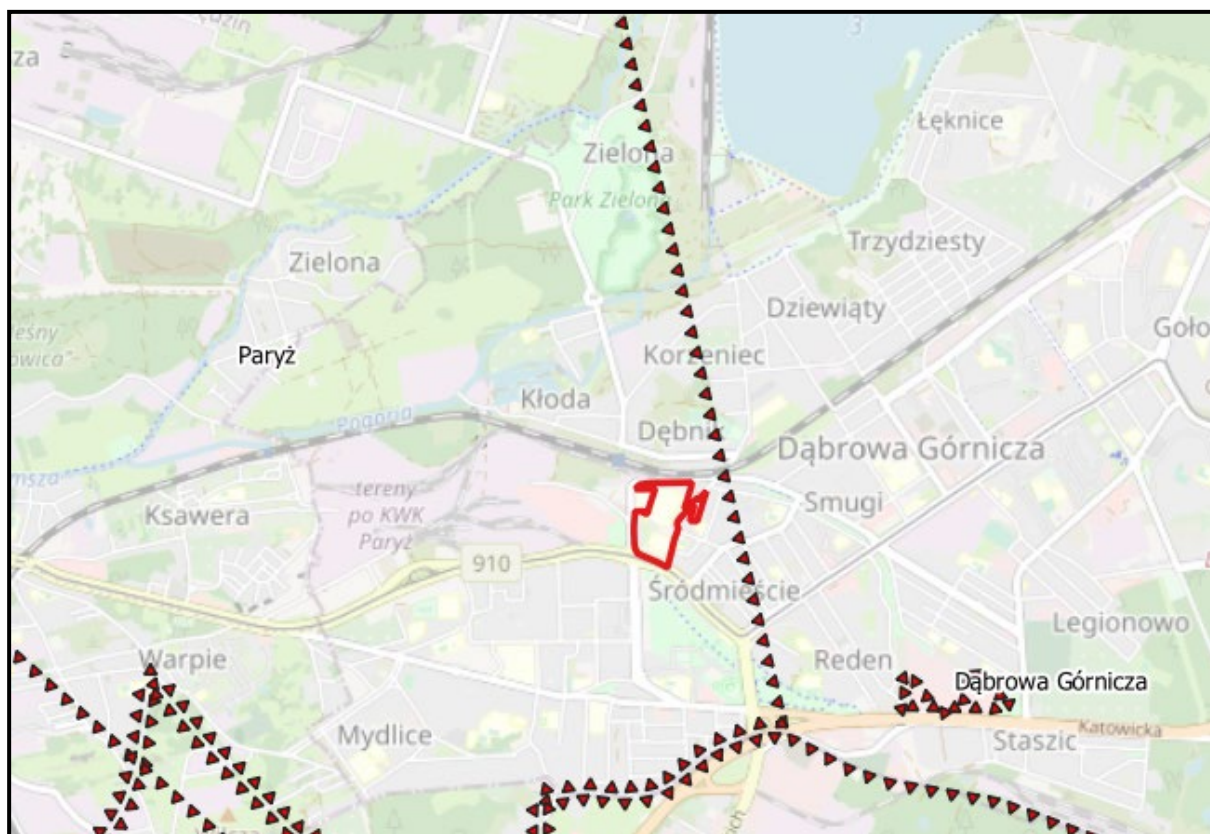 3
Łęknice
Zielona
"Park Zielona
Trzydziesty
Zielona
Dziewiąty
Paryż
Korzeniec
Kłoda
Pogoria
Dębnik
Dąbrowa Górnicza
tereny
po KWK
Paryż
Ksawera
Smugi
910
Śródmieście
Legionowo
Warpie
Reden
Dąbrowa Górnicza
Mydlice
Katowicka
Staszic